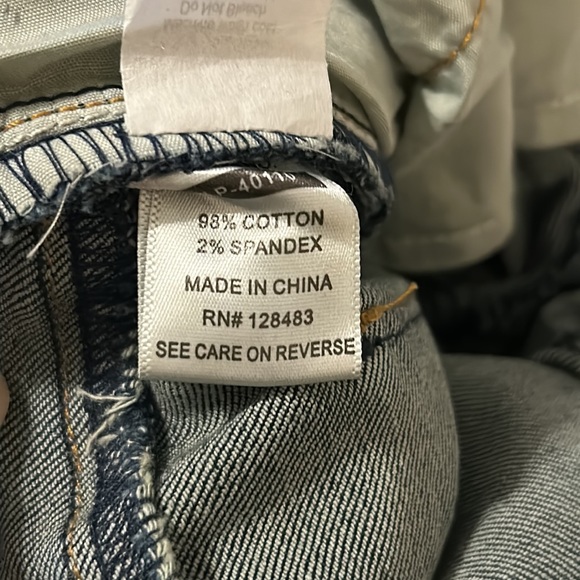 Do Not Bleach
98% COTTON
2% SPANDEX
MADE IN CHINA
RN# 128483
SEE CARE ON REVERSE